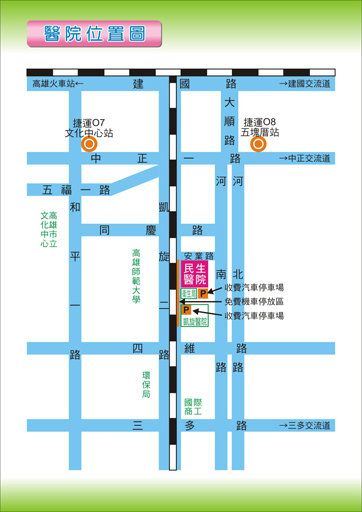 醫院位置圖
高雄火車站←
建國路
→建國交流道
大順路
捷運O7
文化中心站
捷運O8
五塊厝站
中正一路
→中正交流道
五福一路
河北路
河南路
和平一路
凱旋二路
高雄市立
文化中心
同慶路
高雄師範大學
安業路
民生
醫院
P
收費汽車停車場
免費機車停放區
P
收費汽車停車場
凱旋醫院
四維路
環保局
國際
商工
三多路
→三多交流道